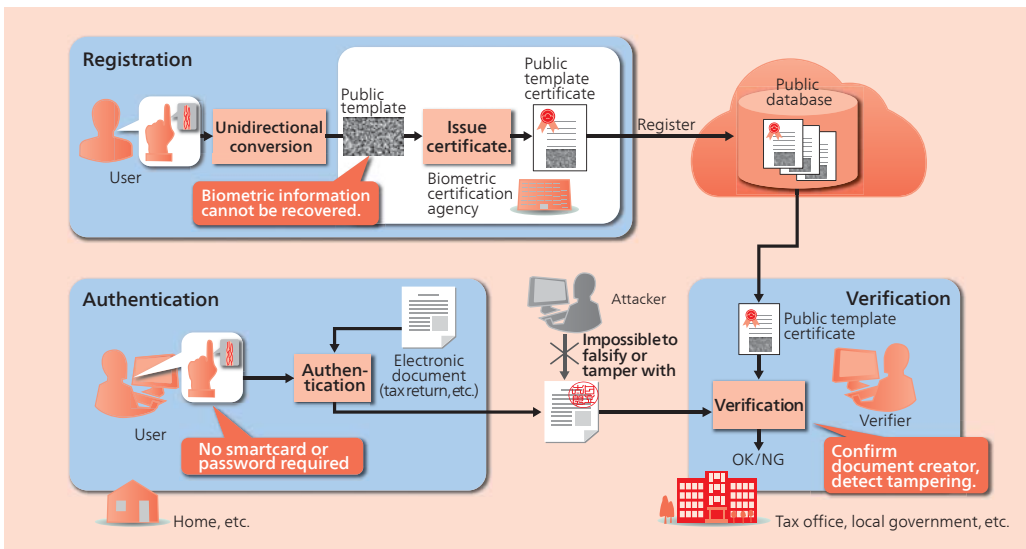 Registration
User
Unidirectional
conversion
Public
template
Biometric information
cannot be recovered.
Issue
certificate.
Biometric
certification
agency
Public
template
certificate
Register
Public
database
Authentication
User
No smartcard or
password required
Authen-
tication
Electronic
document
(tax return, etc.)
Home, etc.
Attacker
Impossible to
falsify or
tamper with
Verification
Public template
certificate
Verification
Verifier
OK/NG
Confirm
document creator,
detect tampering.
Tax office, local government, etc.